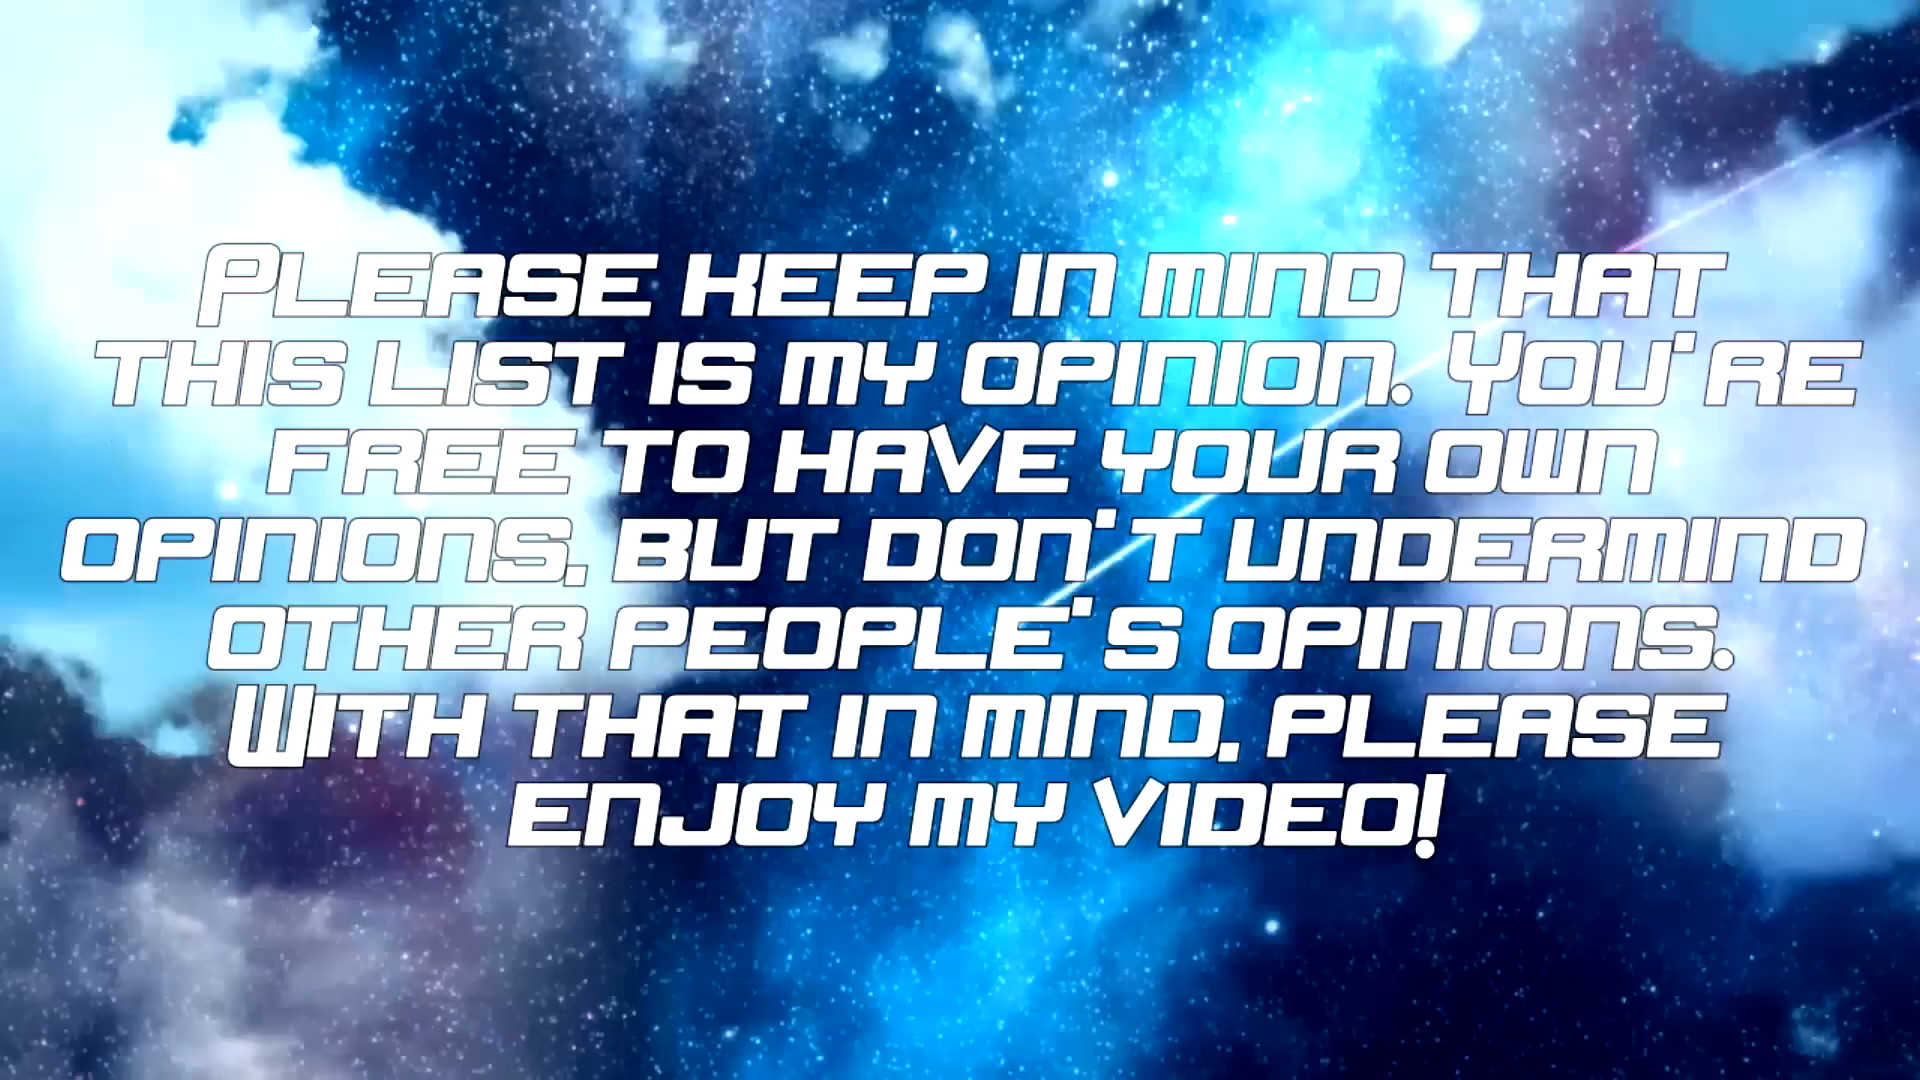 Please keep in mind that
this list is my opinion. You're
free to have your own
opinions, but don't undermind
other people's opinions.
With that in mind, please
enjoy my video!